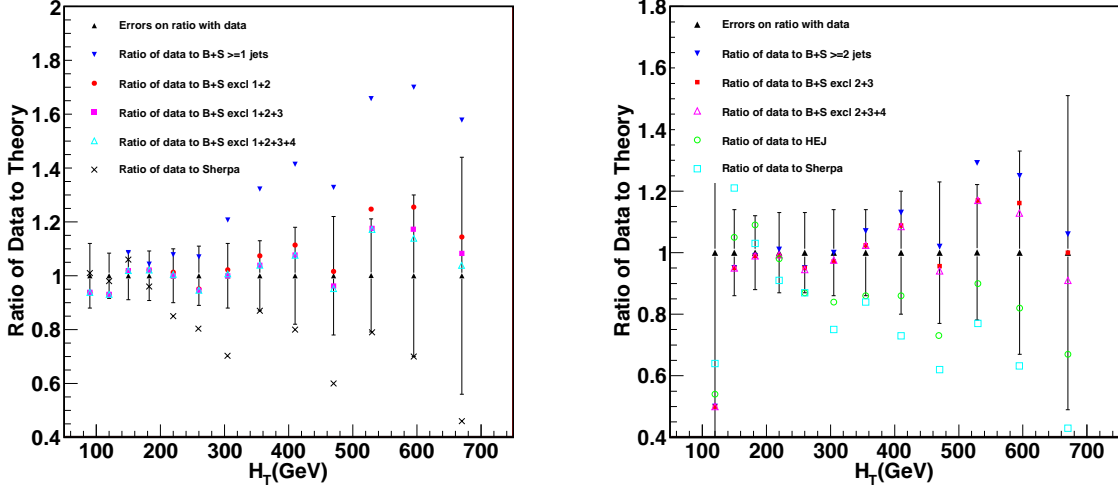 2
1.8
1.6
1.4
1.2
1
0.8
0.6
0.4
Ratio of Data to Theory
Errors on ratio with data
Ratio of data to B+S >=1 jets
Ratio of data to B+S excl 1+2
Ratio of data to B+S excl 1+2+3
Ratio of data to B+S excl 1+2+3+4
Ratio of data to Sherpa
100 200 300 400 500 600 700
H_T(GeV)
1.8
1.6
1.4
1.2
1
0.8
0.6
0.4
Ratio of Data to Theory
Errors on ratio with data
Ratio of data to B+S >=2 jets
Ratio of data to B+S excl 2+3
Ratio of data to B+S excl 2+3+4
Ratio of data to HEJ
Ratio of data to Sherpa
100 200 300 400 500 600 700
H_T(GeV)